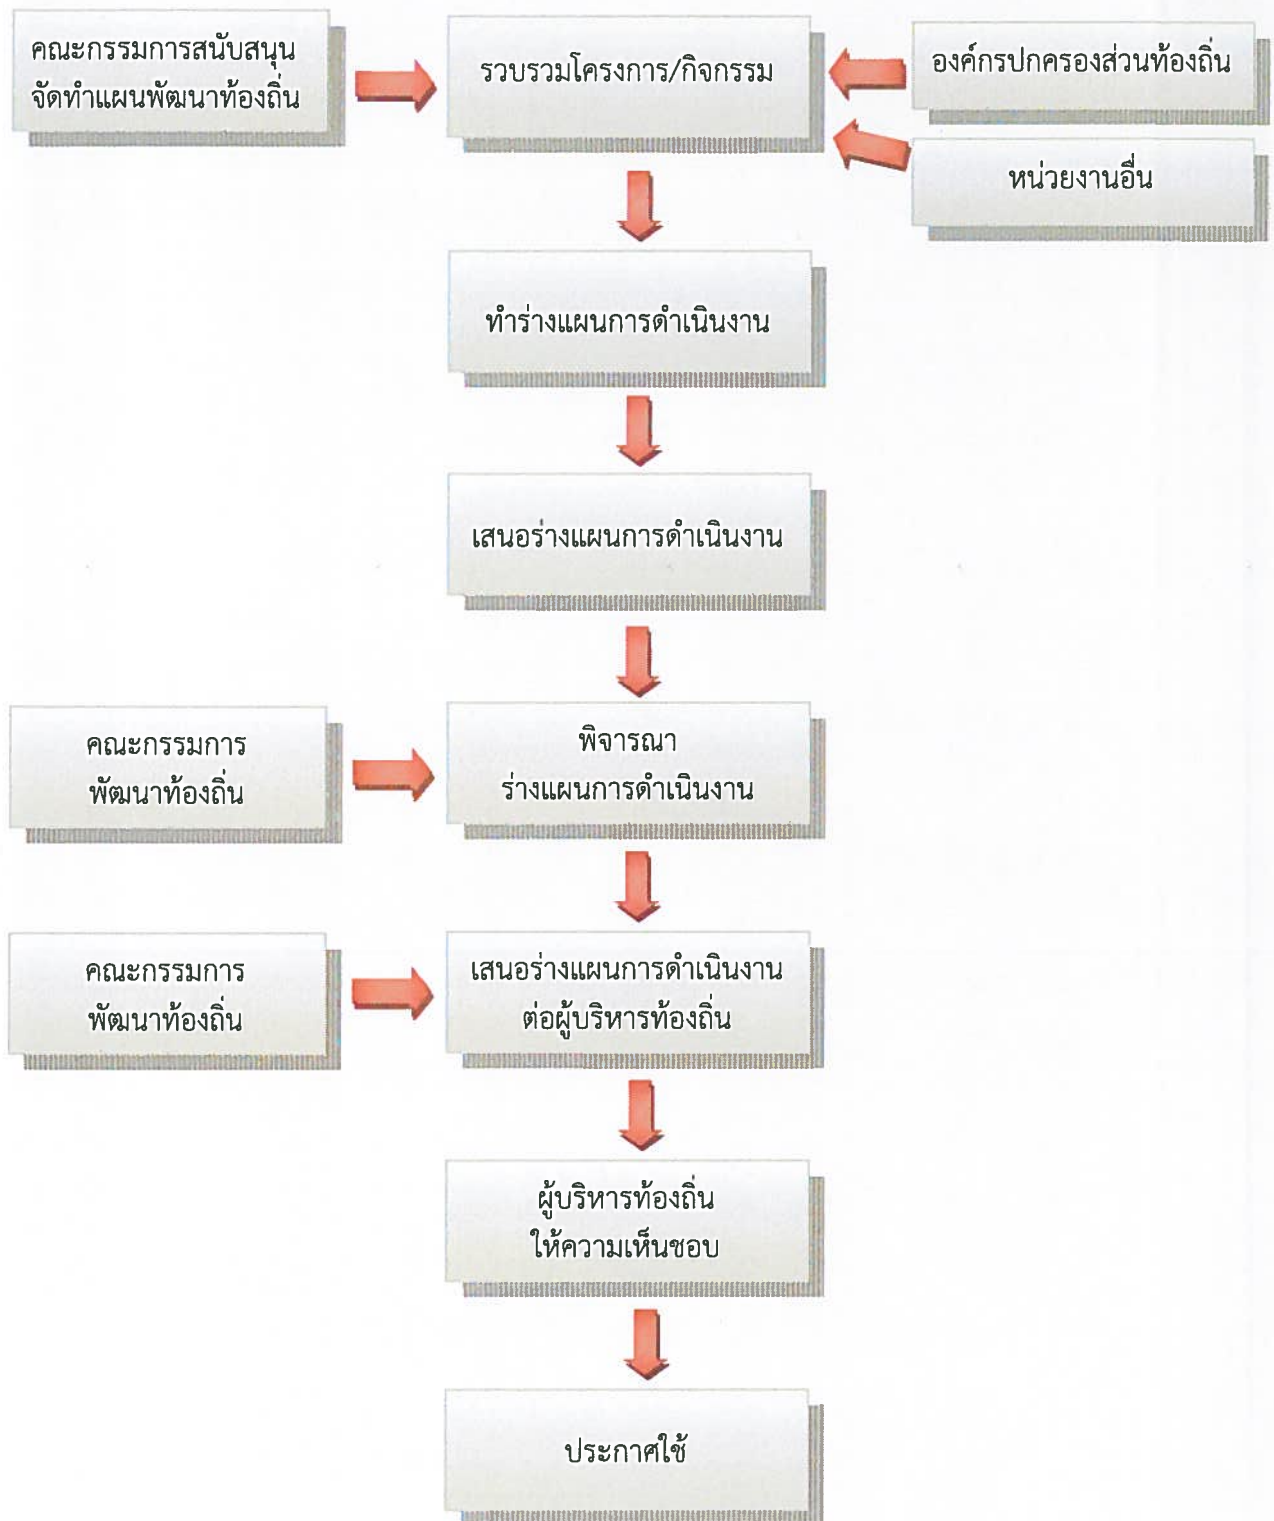 คณะกรรมการสนับสนุน
จัดทำแผนพัฒนาท้องถิ่น
รวบรวมโครงการ/กิจกรรม
องค์กรปกครองส่วนท้องถิ่น
หน่วยงานอื่น
ทำร่างแผนการดำเนินงาน
เสนอร่างแผนการดำเนินงาน
คณะกรรมการ
พัฒนาท้องถิ่น
พิจารณา
ร่างแผนการดำเนินงาน
คณะกรรมการ
พัฒนาท้องถิ่น
เสนอร่างแผนการดำเนินงาน
ต่อผู้บริหารท้องถิ่น
ผู้บริหารท้องถิ่น
ให้ความเห็นชอบ
ประกาศใช้